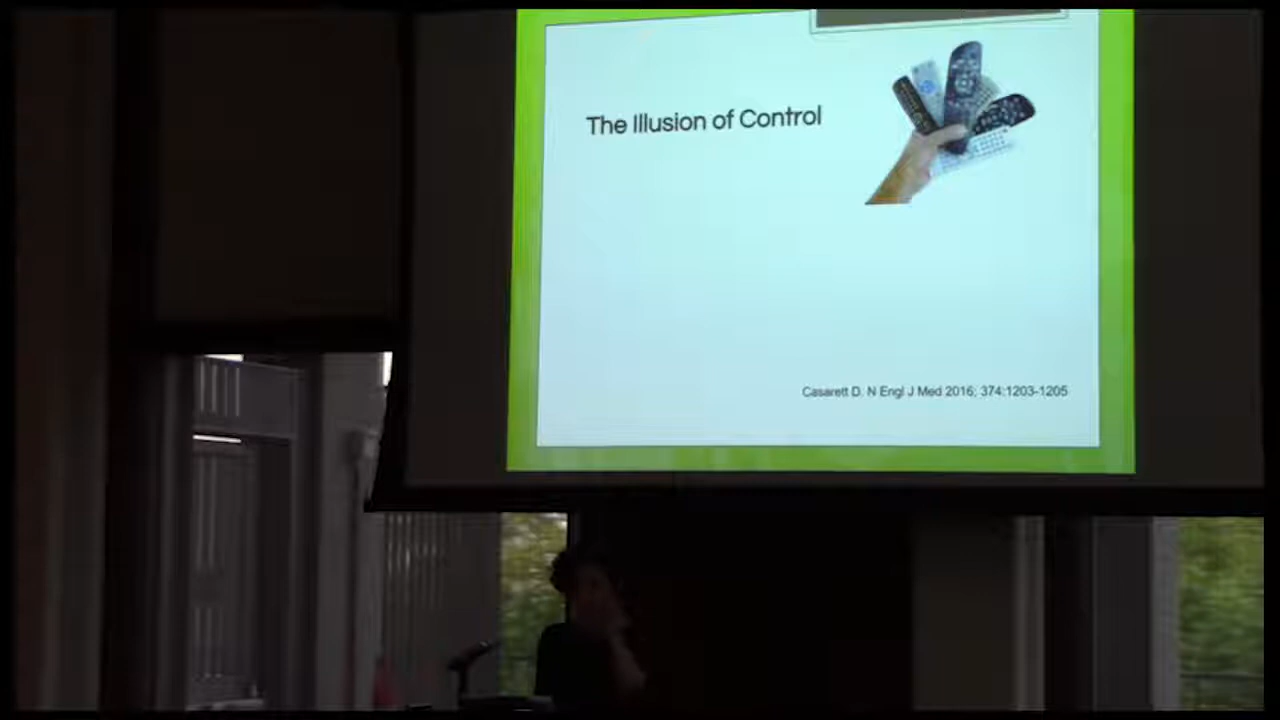 The Illusion of Control
Casarett D. N Engl J Med 2016; 374:1203-1205